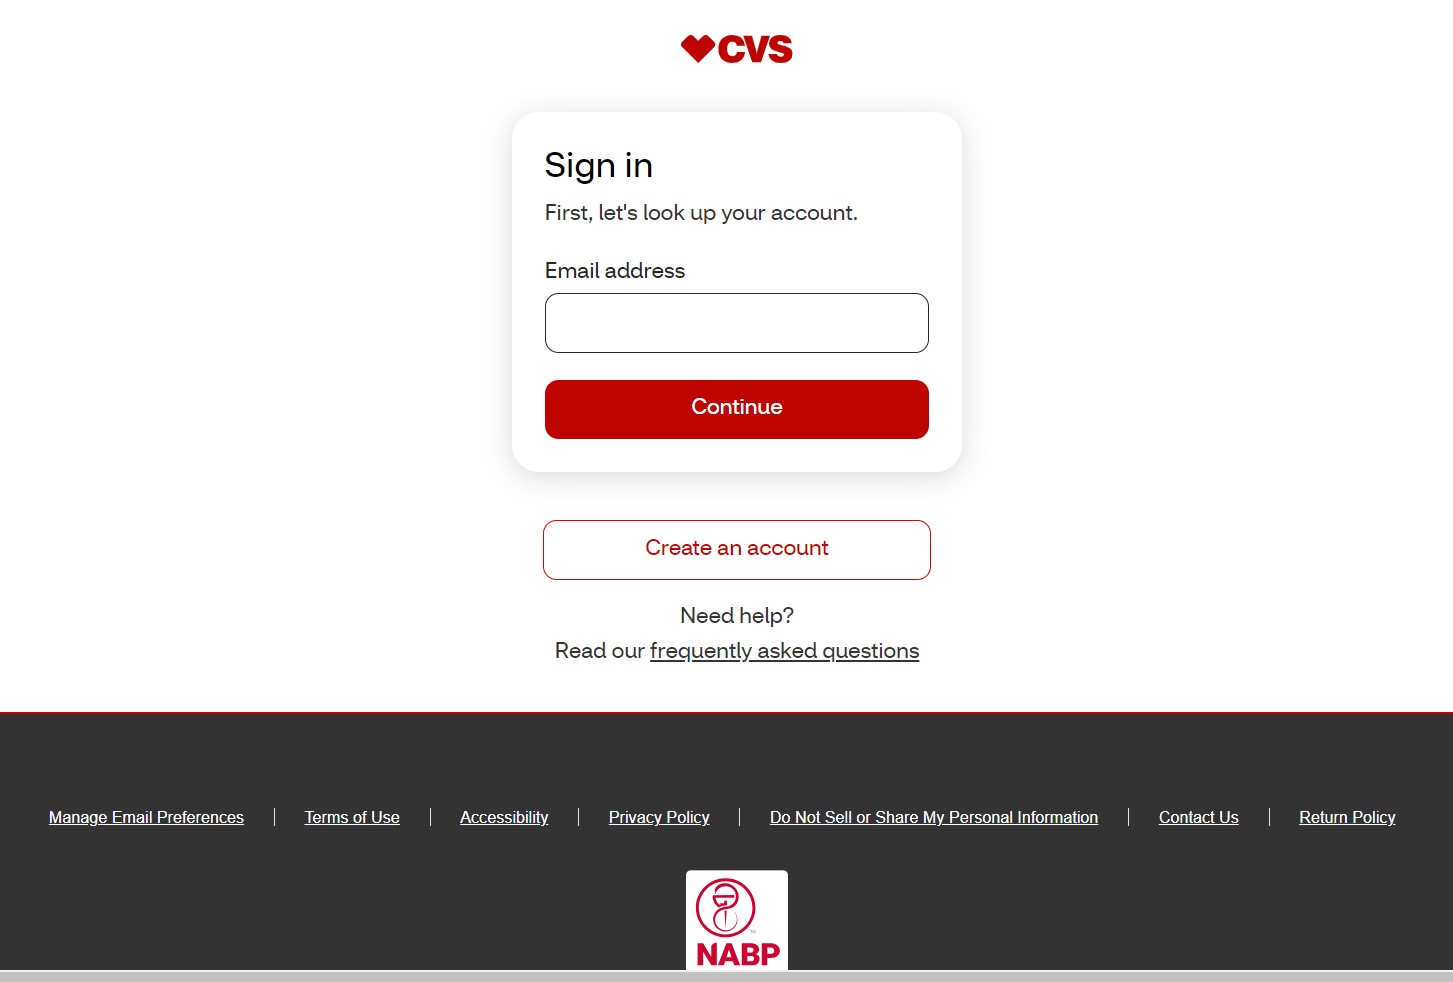 CVS
Sign in
First, let's look up your account.
Email address
Continue
Create an account
Need help?
Read our frequently asked questions
Manage Email Preferences | Terms of Use | Accessibility | Privacy Policy | Do Not Sell or Share My Personal Information | Contact Us | Return Policy
NABP